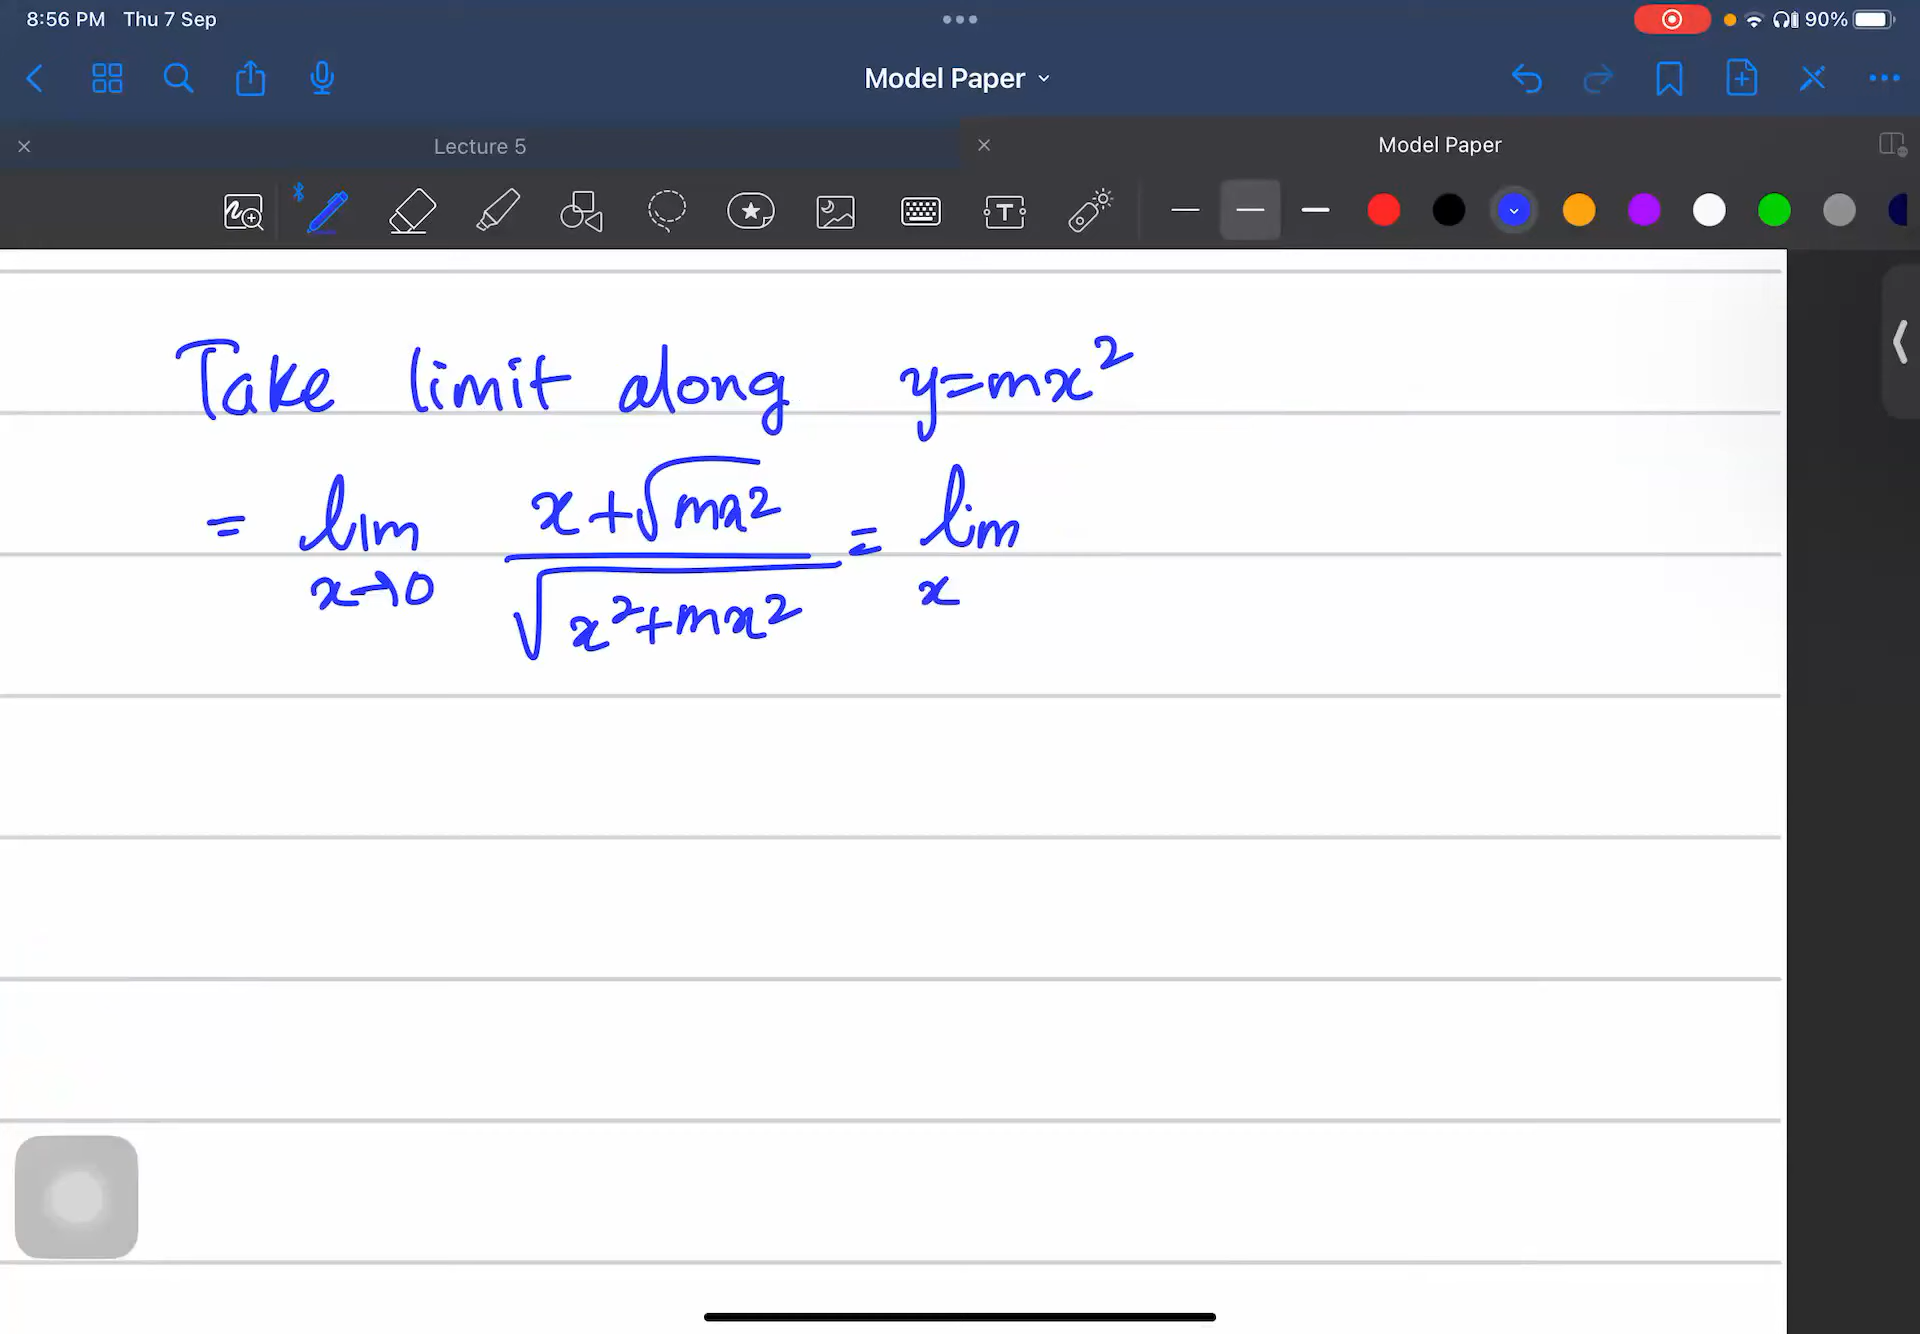 8:56 PM Thu 7 Sep 90%
Model Paper
Lecture 5 Model Paper
T
Take limit along y=mx²
= lim x→0 x+√mx² / √x²+mx² = lim x